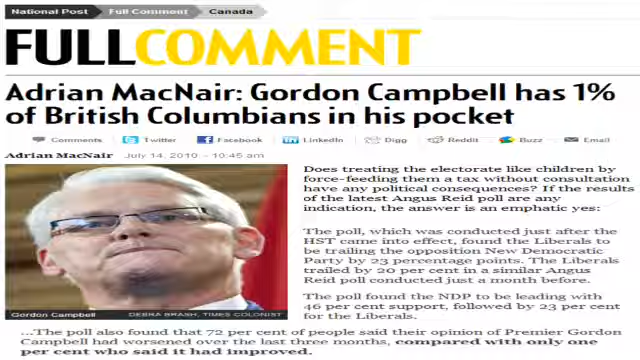 National Post Full Comment Canada
FULLCOMMENT
Adrian MacNair: Gordon Campbell has 1%
of British Columbians in his pocket
Comments Twitter Facebook LinkedIn Digg Reddit Buzz Email
Adrian MacNair July 14, 2010 – 10:45 am
Does treating the electorate like children by
force-feeding them a tax without consultation
have any political consequences? If the results
of the latest Angus Reid poll are any
indication, the answer is an emphatic yes:
The poll, which was conducted just after the
HST came into effect, found the Liberals to
be trailing the opposition New Democratic
Party by 23 percentage points. The Liberals
trailed by 20 per cent in a similar Angus
Reid poll conducted just a month before.
The poll found the NDP to be leading with
46 per cent support, followed by 23 per cent
for the Liberals.
Gordon Campbell DEBRA BRASH, TIMES COLONIST
...The poll also found that 72 per cent of people said their opinion of Premier Gordon
Campbell had worsened over the last three months, compared with only one
per cent who said it had improved.